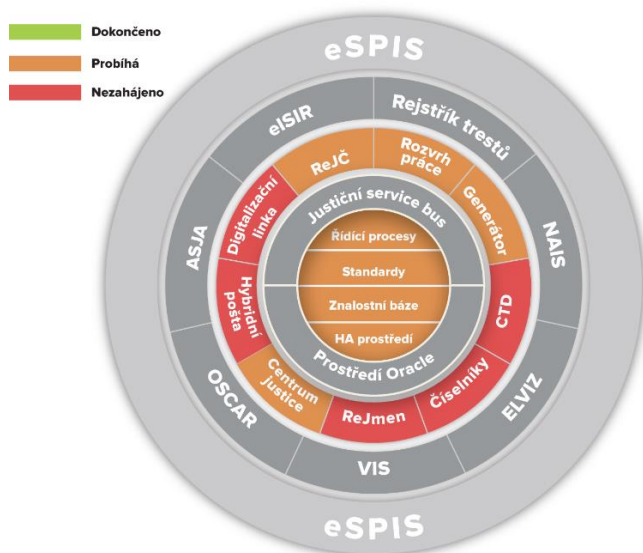 Dokončeno
Probíhá
Nezahájeno
eSPIS
eISIR
Rejstřík trestů
NAIS
ELVIZ
VIS
OSCAR
ASJA
ReJČ
Rozvrh
práce
Generátor
CTD
Číselníky
ReJmen
Centrum
justice
Hybridní
pošta
Digitalizační
linka
Justiční service bus
Řídící procesy
Standardy
Znalostní báze
HA prostředí
Prostředí Oracle
eSPIS